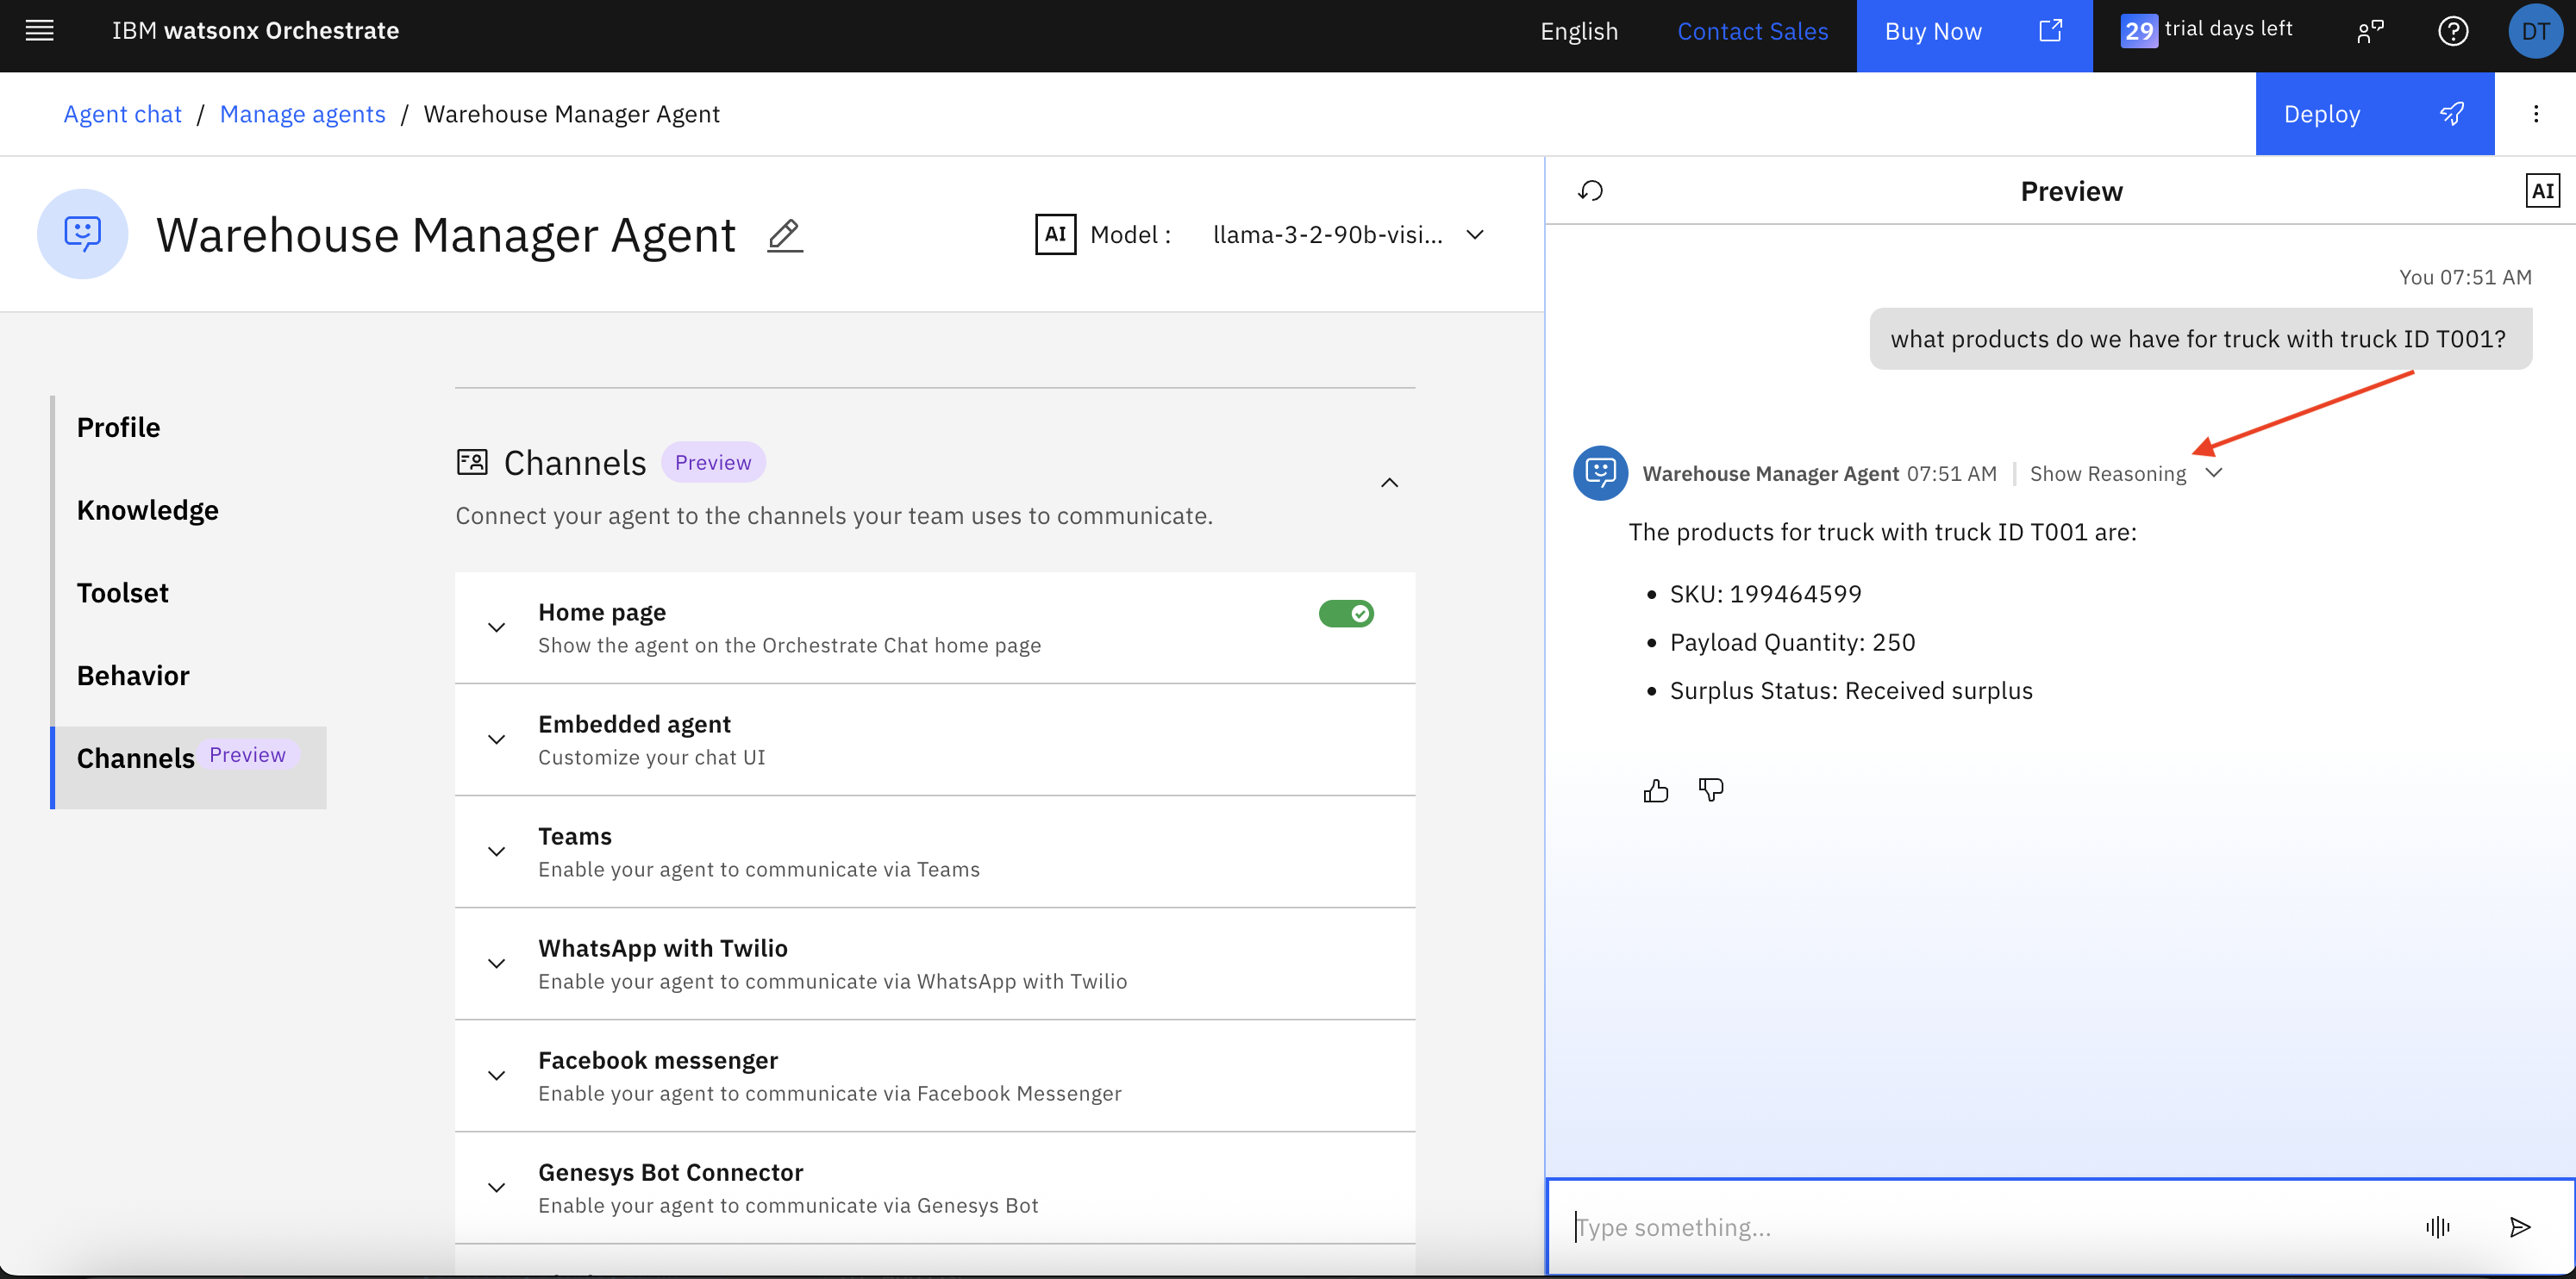 IBM watsonx Orchestrate
English
Contact Sales
Buy Now
29 trial days left
DT
Agent chat / Manage agents / Warehouse Manager Agent
Deploy
Warehouse Manager Agent
AI Model : llama-3-2-90b-visi...
Profile
Knowledge
Toolset
Behavior
Channels Preview
Channels Preview
Connect your agent to the channels your team uses to communicate.
Home page
Show the agent on the Orchestrate Chat home page
Embedded agent
Customize your chat UI
Teams
Enable your agent to communicate via Teams
WhatsApp with Twilio
Enable your agent to communicate via WhatsApp with Twilio
Facebook messenger
Enable your agent to communicate via Facebook Messenger
Genesys Bot Connector
Enable your agent to communicate via Genesys Bot
Preview
AI
You 07:51 AM
what products do we have for truck with truck ID T001?
Warehouse Manager Agent 07:51 AM | Show Reasoning
The products for truck with truck ID T001 are:
• SKU: 199464599
• Payload Quantity: 250
• Surplus Status: Received surplus
Type something...